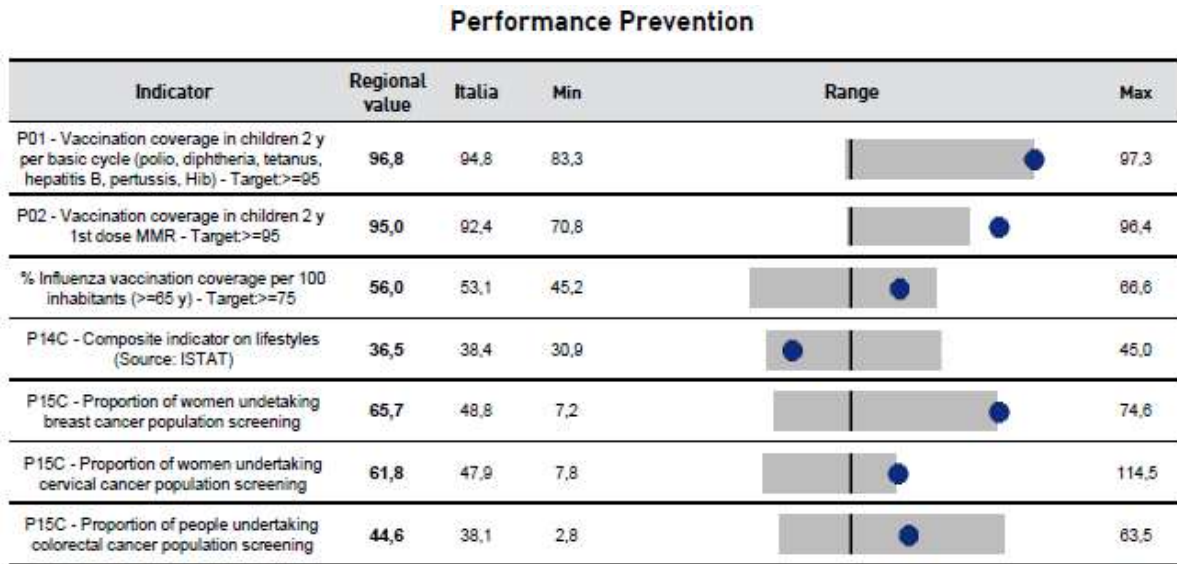 Performance Prevention
Indicator
Regional
value
Italia
Min
Range
Max
P01 - Vaccination coverage in children 2 y
per basic cycle (polio, diphtheria, tetanus,
hepatitis B, pertussis, Hib) - Target:>=95
96,8
94,8
83,3
97,3
P02 - Vaccination coverage in children 2 y
1st dose MMR - Target:>=95
95,0
92,4
70,8
96,4
% Influenza vaccination coverage per 100
inhabitants (>=65 y) - Target:>=75
56,0
53,1
45,2
66,6
P14C - Composite indicator on lifestyles
(Source: ISTAT)
36,5
38,4
30,9
45,0
P15C - Proportion of women undetaking
breast cancer population screening
65,7
48,8
7,2
74,6
P15C - Proportion of women undertaking
cervical cancer population screening
61,8
47,9
7,8
114,5
P15C - Proportion of people undertaking
colorectal cancer population screening
44,6
38,1
2,8
63,5